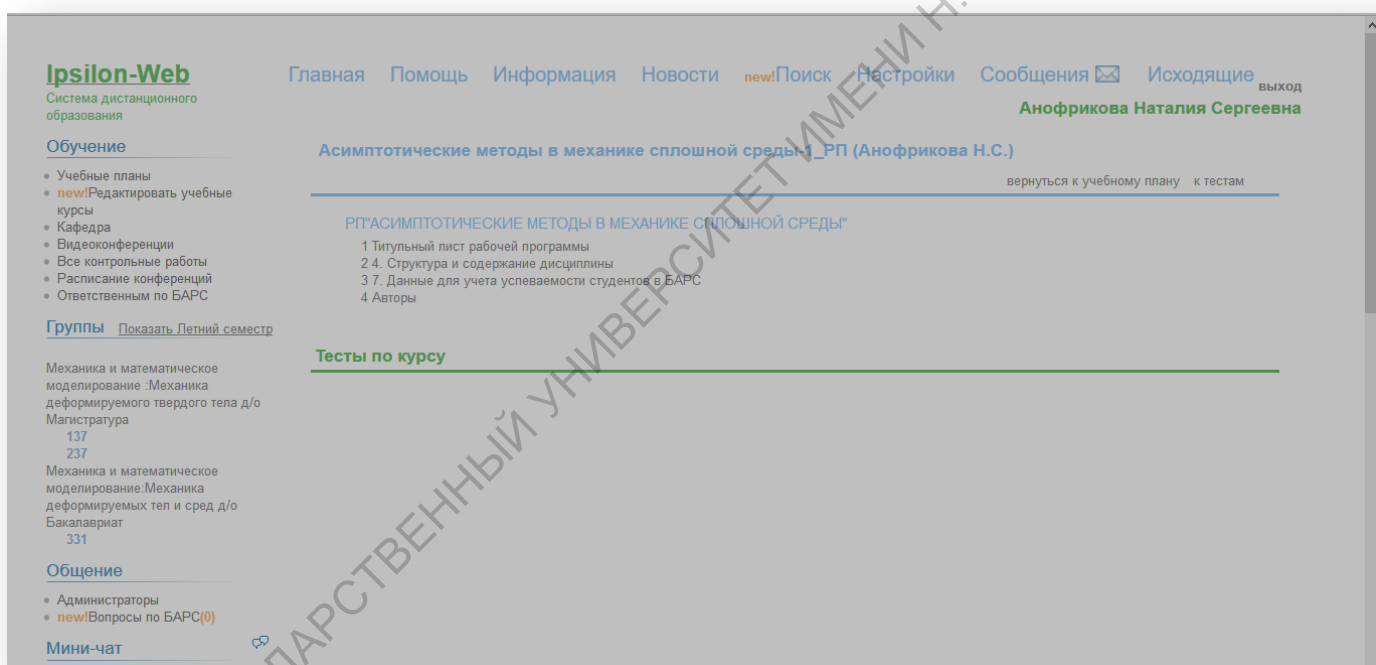 Ipsilon-Web
Система дистанционного
образования
Главная Помощь Информация Новости new!Поиск Настройки Сообщения Исходящие выход
Анофрикова Наталия Сергеевна
Обучение
Учебные планы
new!Редактировать учебные
курсы
Кафедра
Видеоконференции
Все контрольные работы
Расписание конференций
Ответственным по БАРС
Группы Показать Летний семестр
Механика и математическое
моделирование :Механика
деформируемого твердого тела д/о
Магистратура
137
237
Механика и математическое
моделирование:Механика
деформируемых тел и сред д/о
Бакалавриат
331
Общение
Администраторы
new!Вопросы по БАРС(0)
Мини-чат
Асимптотические методы в механике сплошной среды-1_РП (Анофрикова Н.С.)
вернуться к учебному плану к тестам
РП"АСИМПТОТИЧЕСКИЕ МЕТОДЫ В МЕХАНИКЕ СПЛОШНОЙ СРЕДЫ"
1 Титульный лист рабочей программы
2 4. Структура и содержание дисциплины
3 7. Данные для учета успеваемости студентов в БАРС
4 Авторы
Тесты по курсу
ДАРСТВЕННЫЙ УНИВЕРСИТЕТ ИМЕНИ Н.